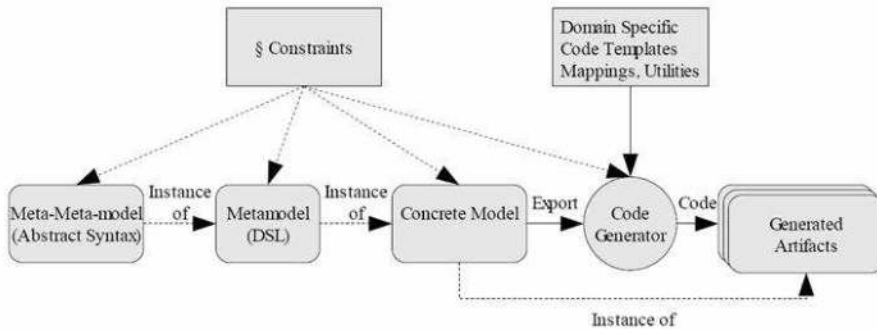 § Constraints
Domain Specific
Code Templates
Mappings, Utilities
Meta-Meta-model
(Abstract Syntax)
Instance
of
Metamodel
(DSL)
Instance
of
Concrete Model
Export
Code
Generator
Code
Generated
Artifacts
Instance of